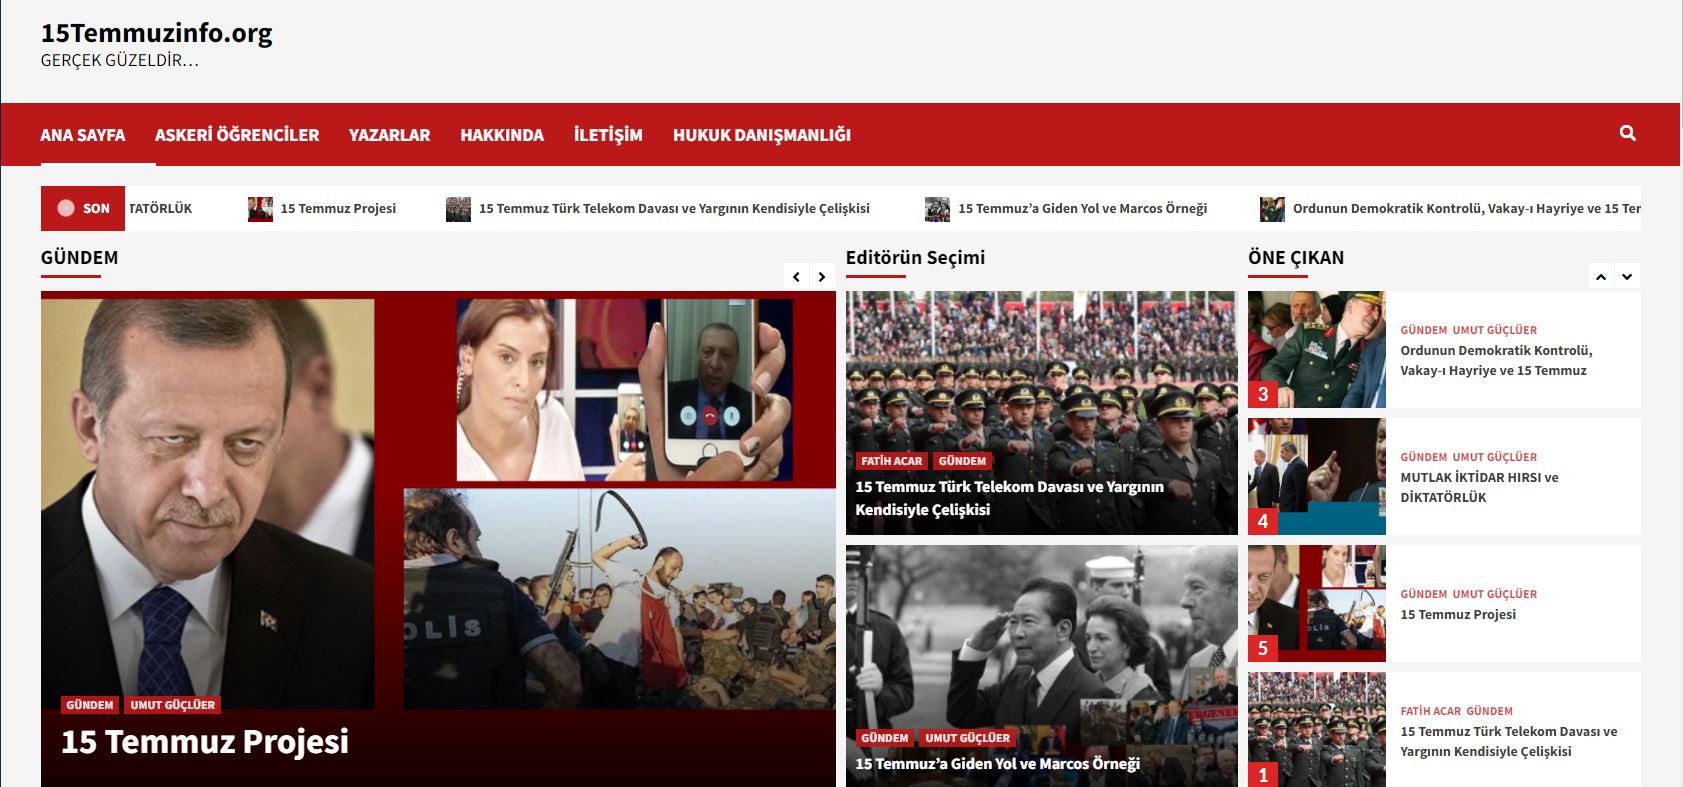 15Temmuzinfo.org
GERÇEK GÜZELDİR...
ANA SAYFA ASKERİ ÖĞRENCİLER YAZARLAR HAKKINDA İLETİŞİM HUKUK DANIŞMANLIĞI
SON TATÖRLÜK 15 Temmuz Projesi 15 Temmuz Türk Telekom Davası ve Yargının Kendisiyle Çelişkisi 15 Temmuz’a Giden Yol ve Marcos Örneği Ordunun Demokratik Kontrolü, Vakay-ı Hayriye ve 15 Ter
GÜNDEM
POLİS
GÜNDEM UMUT GÜÇLÜER
15 Temmuz Projesi
Editörün Seçimi
FATİH ACAR GÜNDEM
15 Temmuz Türk Telekom Davası ve Yargının
Kendisiyle Çelişkisi
GÜNDEM UMUT GÜÇLÜER
15 Temmuz’a Giden Yol ve Marcos Örneği
ÖNE ÇIKAN
GÜNDEM UMUT GÜÇLÜER
Ordunun Demokratik Kontrolü,
Vakay-ı Hayriye ve 15 Temmuz
3
GÜNDEM UMUT GÜÇLÜER
MUTLAK İKTİDAR HIRSI ve
DİKTATÖRLÜK
4
GÜNDEM UMUT GÜÇLÜER
15 Temmuz Projesi
5
FATİH ACAR GÜNDEM
15 Temmuz Türk Telekom Davası ve
Yargının Kendisiyle Çelişkisi
1